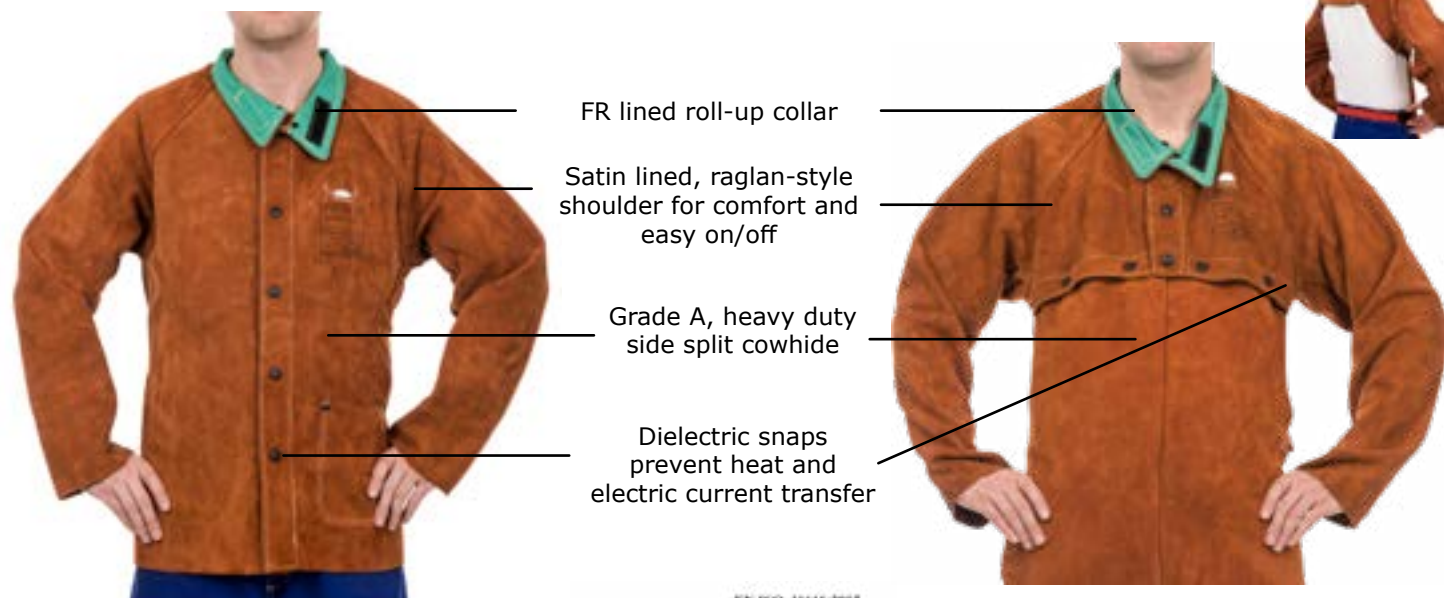 FR lined roll-up collar
Satin lined, raglan-style
shoulder for comfort and
easy on/off
Grade A, heavy duty
side split cowhide
Dielectric snaps
prevent heat and
electric current transfer